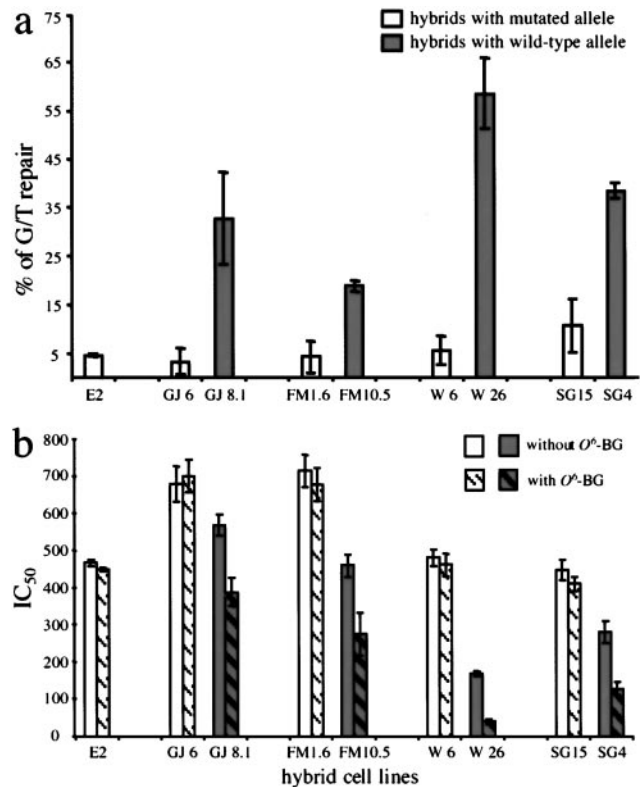 a
hybrids with mutated allele
hybrids with wild-type allele
% of G/T repair
75
65
55
45
35
25
15
5
E2 GJ 6 GJ 8.1 FM1.6 FM10.5 W 6 W 26 SG15 SG4
b
without O⁶-BG
with O⁶-BG
IC₅₀
800
700
600
500
400
300
200
100
0
E2 GJ 6 GJ 8.1 FM1.6 FM10.5 W 6 W 26 SG15 SG4
hybrid cell lines